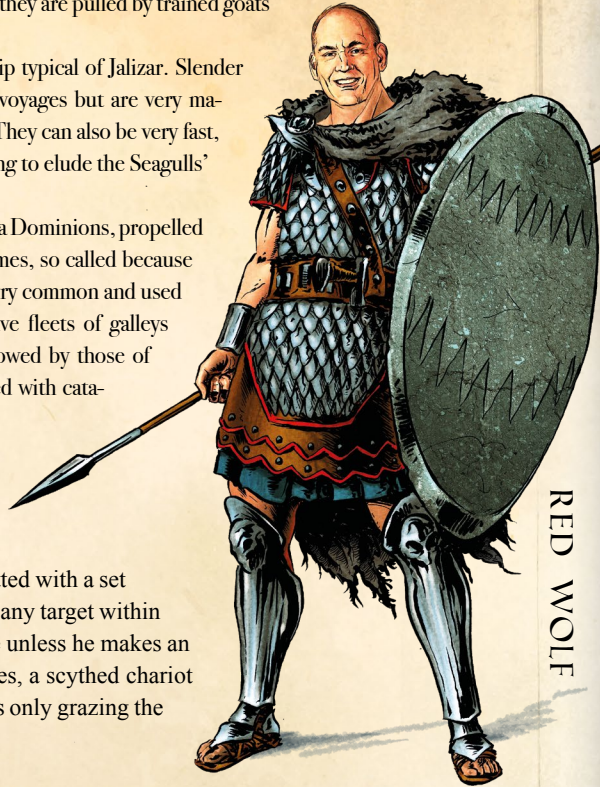 they are pulled by trained goats
ip typical of Jalizar. Slender
voyages but are very ma-
They can also be very fast,
ng to elude the Seagulls’
a Dominions, propelled
mes, so called because
ry common and used
ve fleets of galleys
owed by those of
ed with cata-
tted with a set
any target within
e unless he makes an
es, a scythed chariot
s only grazing the
RED WOLF